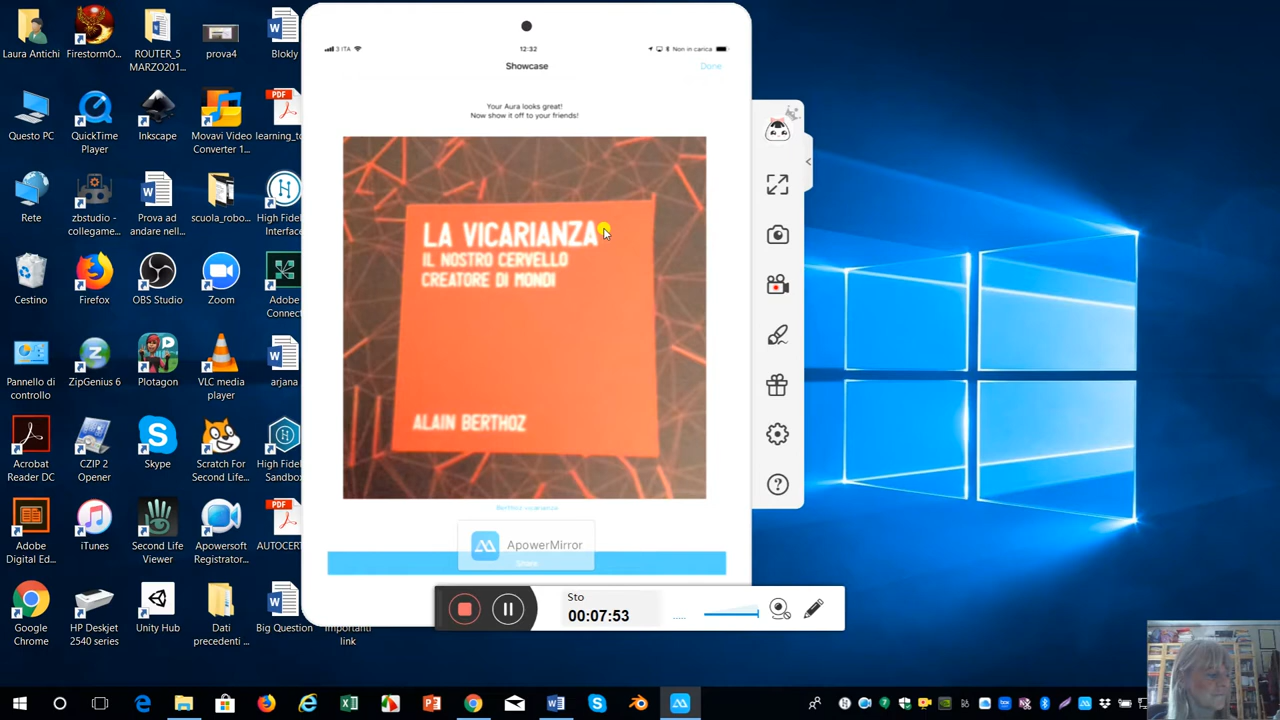 Laura Antichi
FirestormO...
ROUTER_5 MARZO201...
prova4
Blokly
Questo PC
QuickTime Player
Inkscape
Movavi Video Converter 1...
learning_to
Rete
zbstudio - collegame...
Prova ad andare nell...
scuola_robo...
High Fidel Interface
Cestino
Firefox
OBS Studio
Zoom
Adobe Connect
Pannello di controllo
ZipGenius 6
Plotagon
VLC media player
arjana
Acrobat Reader DC
CZIP 2
Skype
Scratch For Second Life...
High Fidel Sandbox
Adobe Digital Ed...
iTunes
Second Life Viewer
Apowersoft Registrator...
AUTOCERT
Google Chrome
HP Deskjet 2540 series
Unity Hub
Dati precedenti ...
Big Question
Importanti link
3 ITA
12:32
Non in carica
Showcase
Done
Your Aura looks great!
Now show it off to your friends!
LA VICARIANZA
IL NOSTRO CERVELLO
CREATORE DI MONDI
ALAIN BERTHOZ
Berthoz vicarianza
ApowerMirror
Share
Sto
00:07:53